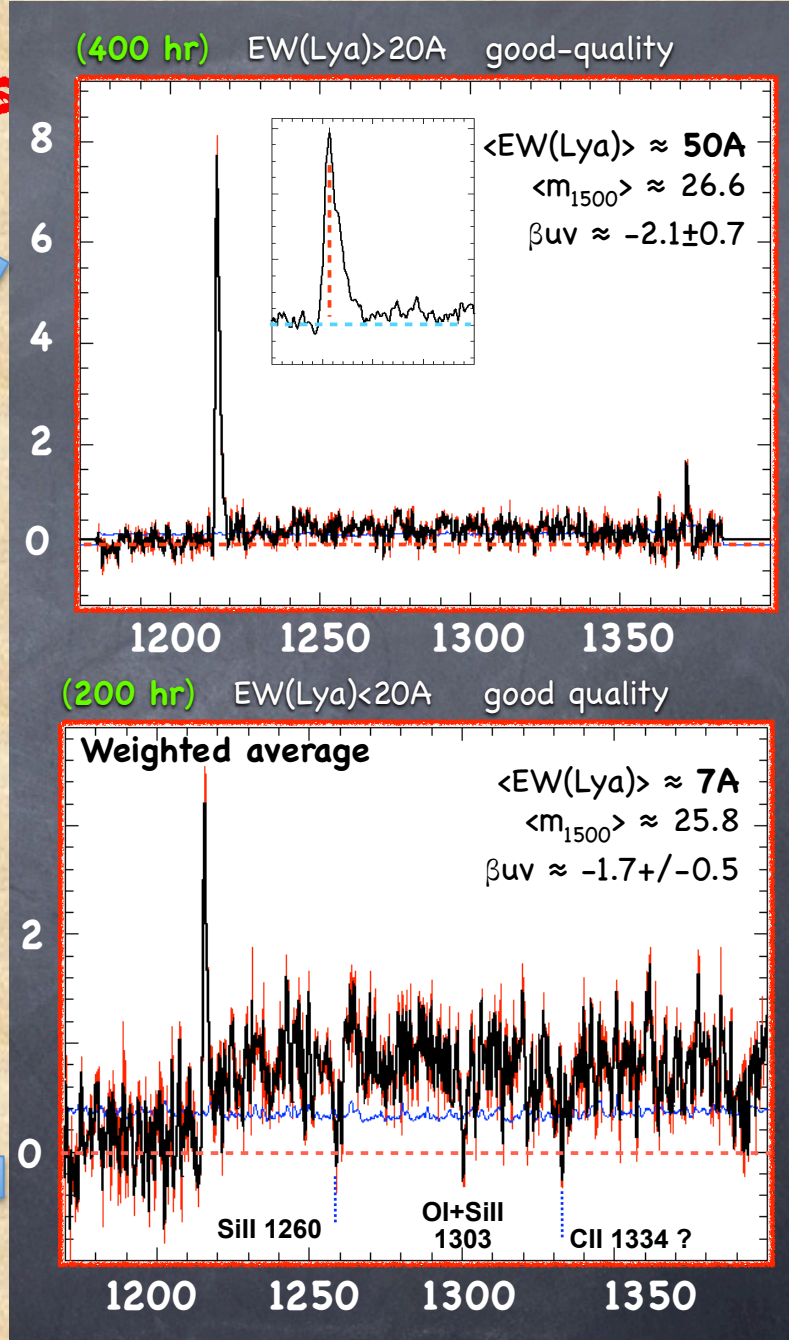 (400 hr) EW(Lya)>20A good-quality
<EW(Lya)> ≈ 50A
<m1500> ≈ 26.6
βuv ≈ -2.1±0.7
8
6
4
2
0
1200 1250 1300 1350
(200 hr) EW(Lya)<20A good quality
Weighted average
<EW(Lya)> ≈ 7A
<m1500> ≈ 25.8
βuv ≈ -1.7+/-0.5
2
0
SiII 1260
OI+SiII
1303
CII 1334 ?
1200 1250 1300 1350